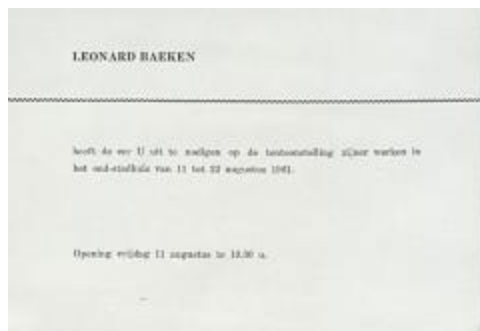 LEONARD BAEKEN
heeft de eer U uit te nodigen op de tentoonstelling zijner werken in
het oud-stadhuis van 11 tot 22 augustus 1961.
Opening vrijdag 11 augustus te 18.00 u.